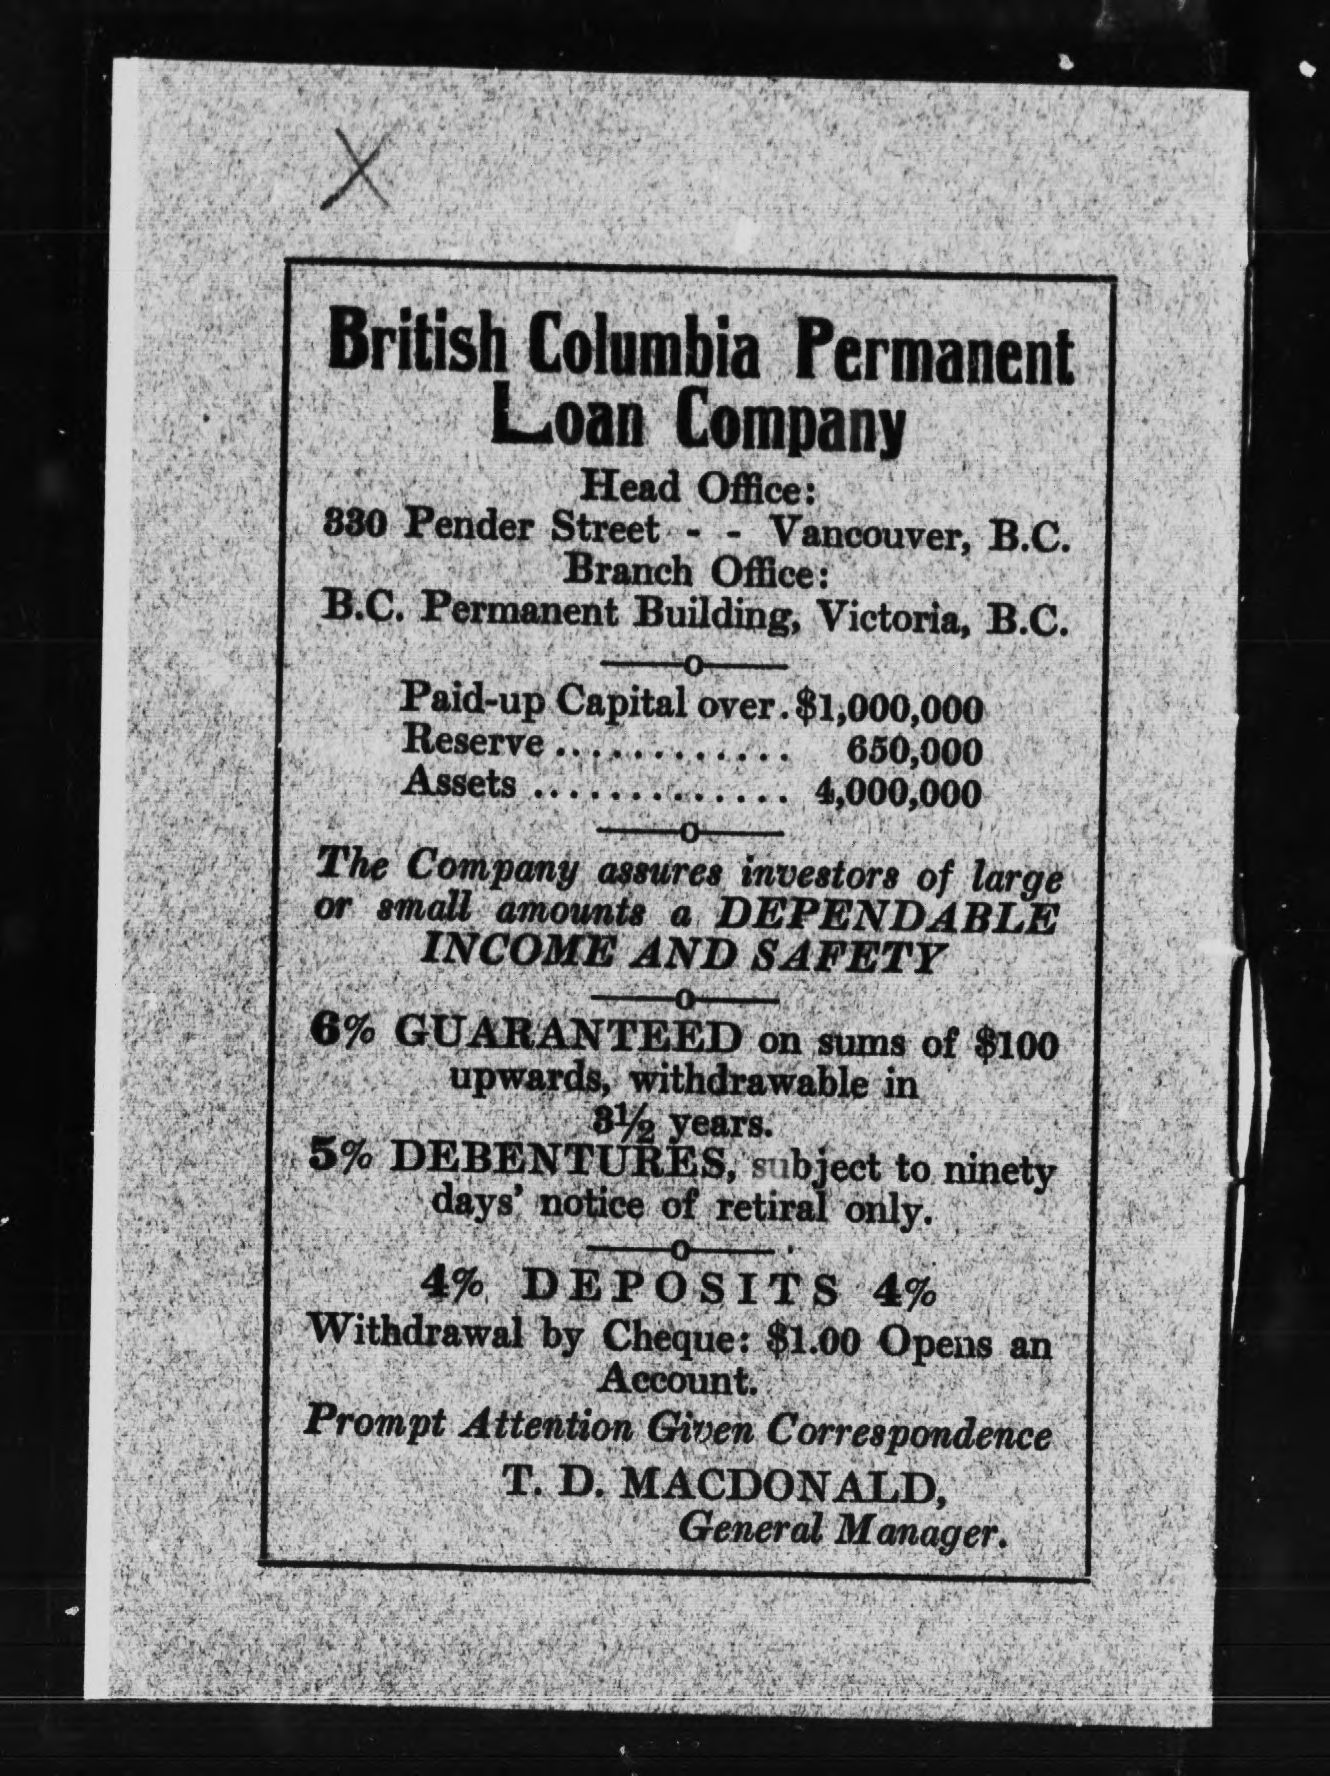 British Columbia Permanent
Loan Company
Head Office:
330 Pender Street - - Vancouver, B.C.
Branch Office:
B.C. Permanent Building, Victoria, B.C.
———o———
Paid-up Capital over. $1,000,000
Reserve ............ 650,000
Assets .............. 4,000,000
———o———
The Company assures investors of large
or small amounts a DEPENDABLE
INCOME AND SAFETY
———o———
6% GUARANTEED on sums of $100
upwards, withdrawable in
3½ years.
5% DEBENTURES, subject to ninety
days' notice of retiral only.
———o———
4% DEPOSITS 4%
Withdrawal by Cheque: $1.00 Opens an
Account.
Prompt Attention Given Correspondence
T. D. MACDONALD,
General Manager.